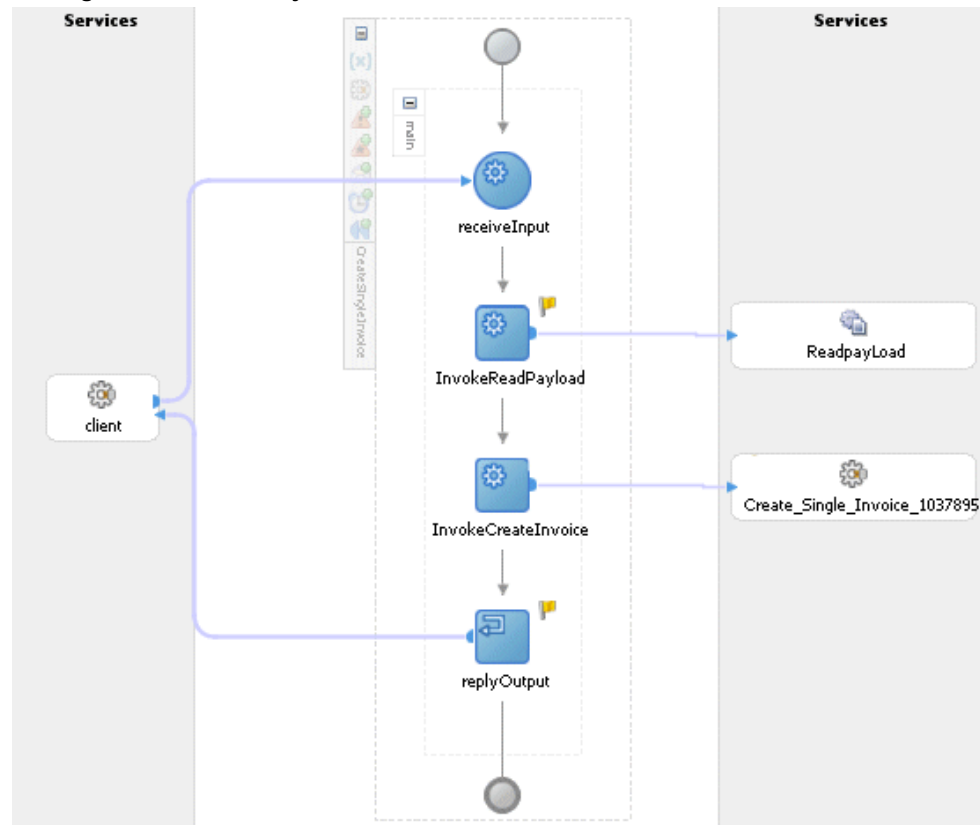 Services
Services
main
receiveInput
CreateSingleInvoice
InvokeReadPayload
ReadpayLoad
client
InvokeCreateInvoice
Create_Single_Invoice_1037895
replyOutput